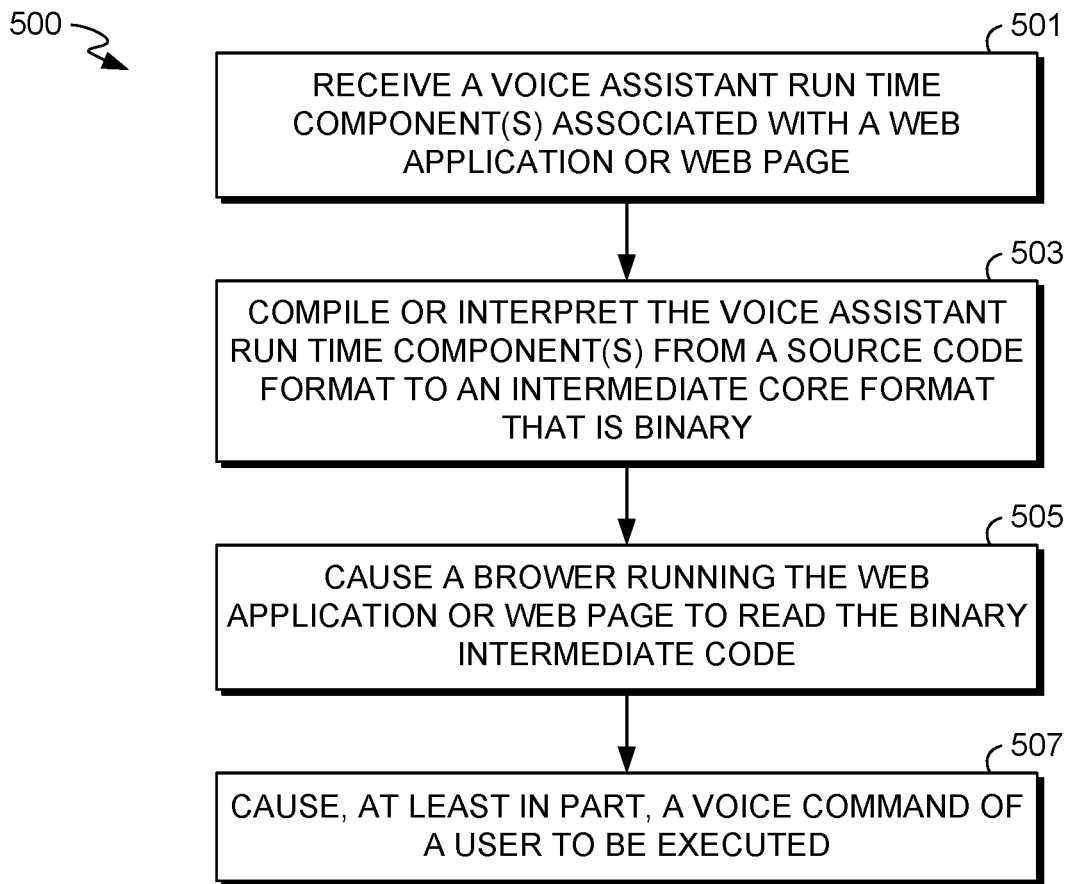 500
501
RECEIVE A VOICE ASSISTANT RUN TIME
COMPONENT(S) ASSOCIATED WITH A WEB
APPLICATION OR WEB PAGE
503
COMPILE OR INTERPRET THE VOICE ASSISTANT
RUN TIME COMPONENT(S) FROM A SOURCE CODE
FORMAT TO AN INTERMEDIATE CORE FORMAT
THAT IS BINARY
505
CAUSE A BROWER RUNNING THE WEB
APPLICATION OR WEB PAGE TO READ THE BINARY
INTERMEDIATE CODE
507
CAUSE, AT LEAST IN PART, A VOICE COMMAND OF
A USER TO BE EXECUTED